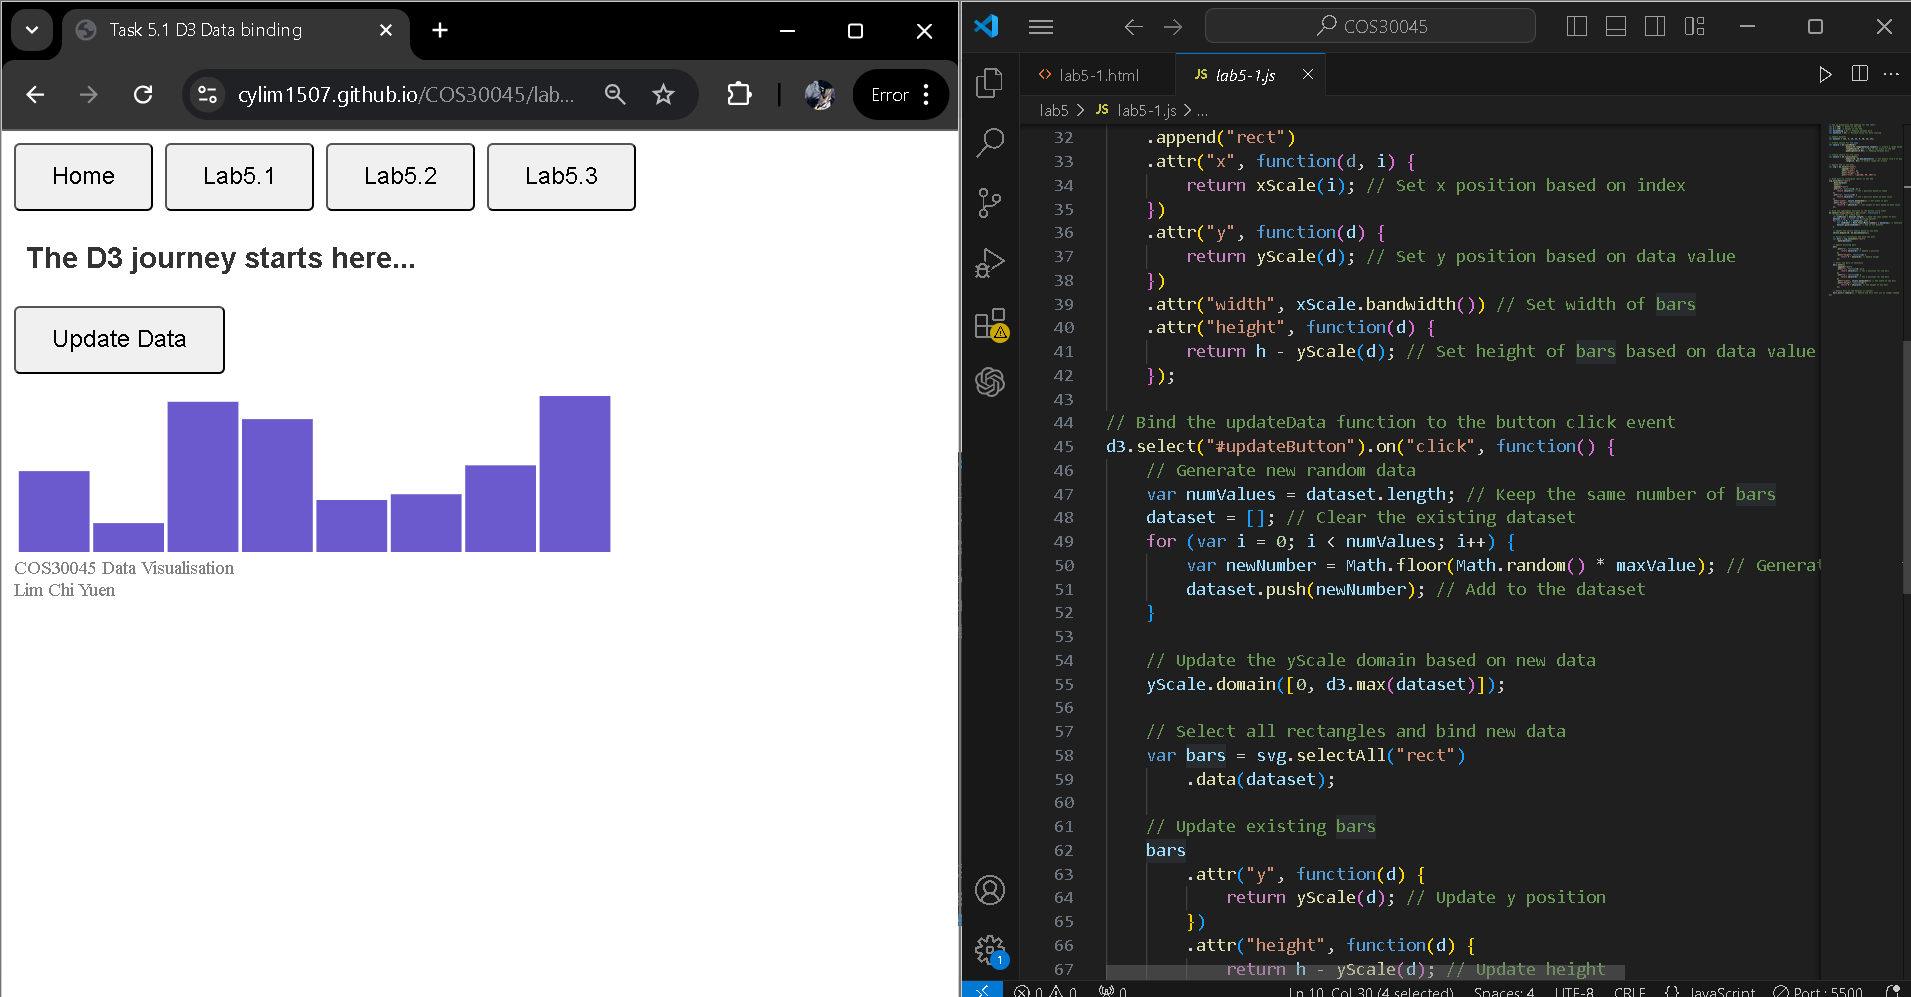 Task 5.1 D3 Data binding
cylim1507.github.io/COS30045/lab...
Error
Home
Lab5.1
Lab5.2
Lab5.3
The D3 journey starts here...
Update Data
COS30045 Data Visualisation
Lim Chi Yuen
COS30045
lab5-1.html
JS lab5-1.js
lab5 > JS lab5-1.js > ...
32 .append("rect")
33 .attr("x", function(d, i) {
34 return xScale(i); // Set x position based on index
35 })
36 .attr("y", function(d) {
37 return yScale(d); // Set y position based on data value
38 })
39 .attr("width", xScale.bandwidth()) // Set width of bars
40 .attr("height", function(d) {
41 return h - yScale(d); // Set height of bars based on data value
42 });
43
44 // Bind the updateData function to the button click event
45 d3.select("#updateButton").on("click", function() {
46 // Generate new random data
47 var numValues = dataset.length; // Keep the same number of bars
48 dataset = []; // Clear the existing dataset
49 for (var i = 0; i < numValues; i++) {
50 var newNumber = Math.floor(Math.random() * maxValue); // Genera
51 dataset.push(newNumber); // Add to the dataset
52 }
53
54 // Update the yScale domain based on new data
55 yScale.domain([0, d3.max(dataset)]);
56
57 // Select all rectangles and bind new data
58 var bars = svg.selectAll("rect")
59 .data(dataset);
60
61 // Update existing bars
62 bars
63 .attr("y", function(d) {
64 return yScale(d); // Update y position
65 })
66 .attr("height", function(d) {
67 return h - yScale(d); // Update height
1
0 0 0 Ln 10, Col 30 (4 selected) Spaces: 4 UTF-8 CRLF {} JavaScript Port : 5500